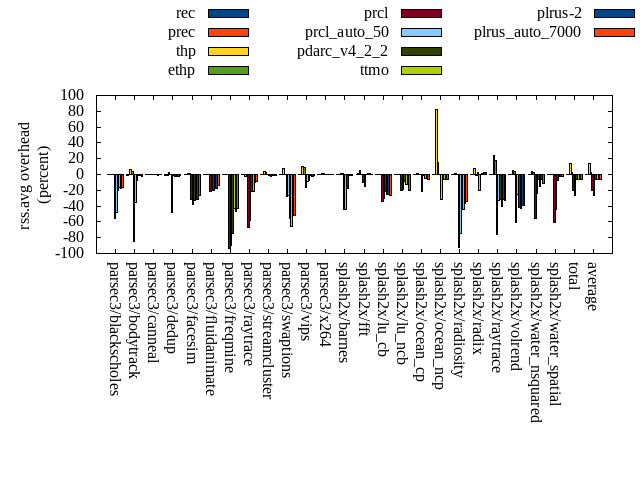 rec
prec
thp
ethp
prcl
prcl_auto_50
pdarc_v4_2_2
ttmo
plrus-2
plrus_auto_7000
rss.avg overhead
(percent)
100
80
60
40
20
0
-20
-40
-60
-80
-100
parsec3/blackscholes
parsec3/bodytrack
parsec3/canneal
parsec3/dedup
parsec3/facesim
parsec3/fluidanimate
parsec3/freqmine
parsec3/raytrace
parsec3/streamcluster
parsec3/swaptions
parsec3/vips
parsec3/x264
splash2x/barnes
splash2x/fft
splash2x/lu_cb
splash2x/lu_ncb
splash2x/ocean_cp
splash2x/ocean_ncp
splash2x/radiosity
splash2x/radix
splash2x/raytrace
splash2x/volrend
splash2x/water_nsquared
splash2x/water_spatial
total
average